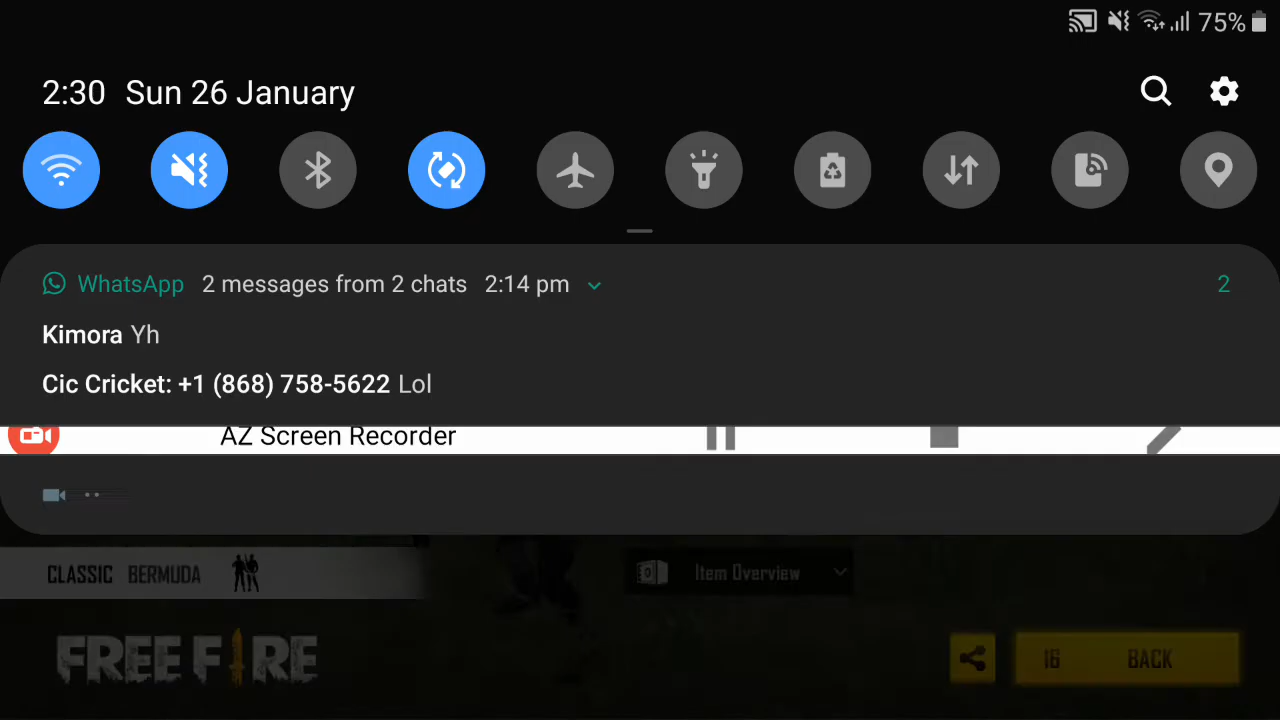 75%
2:30 Sun 26 January
WhatsApp 2 messages from 2 chats 2:14 pm 2
Kimora Yh
Cic Cricket: +1 (868) 758-5622 Lol
AZ Screen Recorder
CLASSIC BERMUDA
Item Overview
FREE FIRE
16 BACK